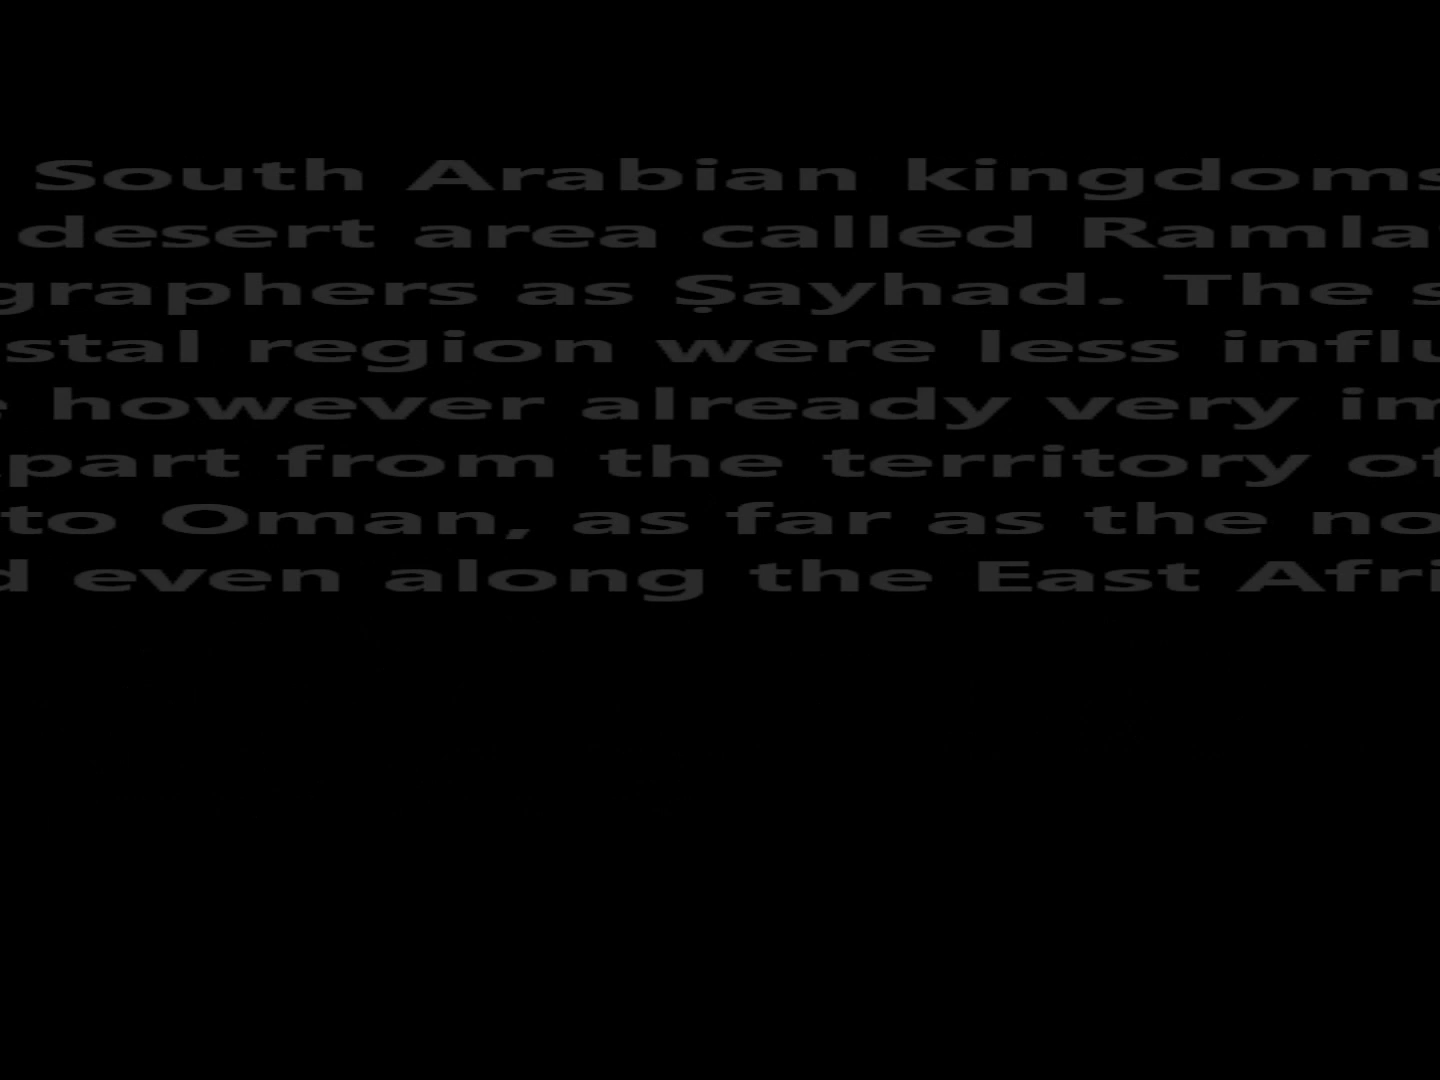 South Arabian kingdoms
desert area called Ramla
graphers as Ṣayhad. The s
stal region were less influ
however already very im
part from the territory of
to Oman, as far as the no
d even along the East Afri